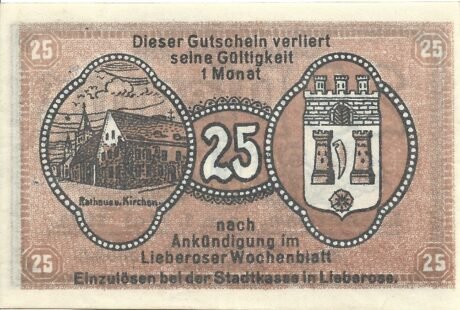 25 25
Dieser Gutschein verliert
seine Gültigkeit
1 Monat
25
Rathaus u. Kirchen.
nach
Ankündigung im
Lieberoser Wochenblatt
25 25
Einzulösen bei der Stadtkasse in Lieberose.